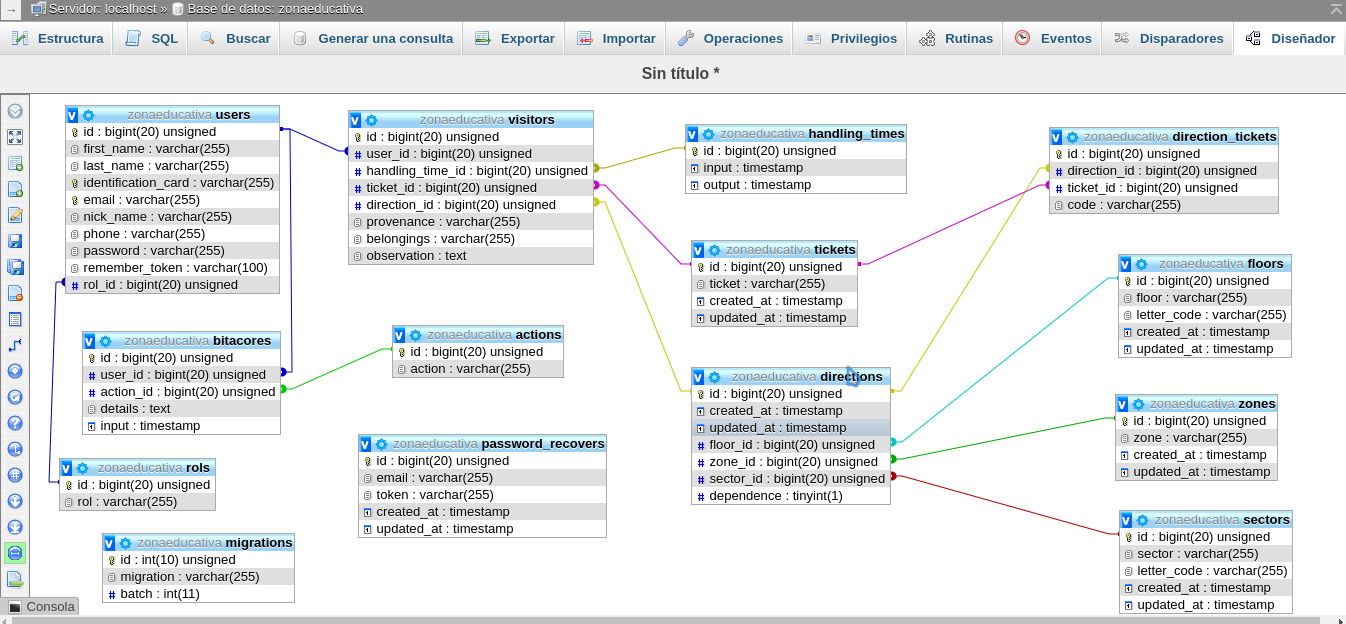 Servidor: localhost » Base de datos: zonaeducativa
Estructura SQL Buscar Generar una consulta Exportar Importar Operaciones Privilegios Rutinas Eventos Disparadores Diseñador
Sin título *
zonaeducativa users
id : bigint(20) unsigned
first_name : varchar(255)
last_name : varchar(255)
identification_card : varchar(255)
email : varchar(255)
nick_name : varchar(255)
phone : varchar(255)
password : varchar(255)
remember_token : varchar(100)
rol_id : bigint(20) unsigned
zonaeducativa visitors
id : bigint(20) unsigned
user_id : bigint(20) unsigned
handling_time_id : bigint(20) unsigned
ticket_id : bigint(20) unsigned
direction_id : bigint(20) unsigned
provenance : varchar(255)
belongings : varchar(255)
observation : text
zonaeducativa handling_times
id : bigint(20) unsigned
input : timestamp
output : timestamp
zonaeducativa direction_tickets
id : bigint(20) unsigned
direction_id : bigint(20) unsigned
ticket_id : bigint(20) unsigned
code : varchar(255)
zonaeducativa tickets
id : bigint(20) unsigned
ticket : varchar(255)
created_at : timestamp
updated_at : timestamp
zonaeducativa floors
id : bigint(20) unsigned
floor : varchar(255)
letter_code : varchar(255)
created_at : timestamp
updated_at : timestamp
zonaeducativa bitacores
id : bigint(20) unsigned
user_id : bigint(20) unsigned
action_id : bigint(20) unsigned
details : text
input : timestamp
zonaeducativa actions
id : bigint(20) unsigned
action : varchar(255)
zonaeducativa directions
id : bigint(20) unsigned
created_at : timestamp
updated_at : timestamp
floor_id : bigint(20) unsigned
zone_id : bigint(20) unsigned
sector_id : bigint(20) unsigned
dependence : tinyint(1)
zonaeducativa zones
id : bigint(20) unsigned
zone : varchar(255)
created_at : timestamp
updated_at : timestamp
zonaeducativa password_recovers
id : bigint(20) unsigned
email : varchar(255)
token : varchar(255)
created_at : timestamp
updated_at : timestamp
zonaeducativa rols
id : bigint(20) unsigned
rol : varchar(255)
zonaeducativa sectors
id : bigint(20) unsigned
sector : varchar(255)
letter_code : varchar(255)
created_at : timestamp
updated_at : timestamp
zonaeducativa migrations
id : int(10) unsigned
migration : varchar(255)
batch : int(11)
Consola